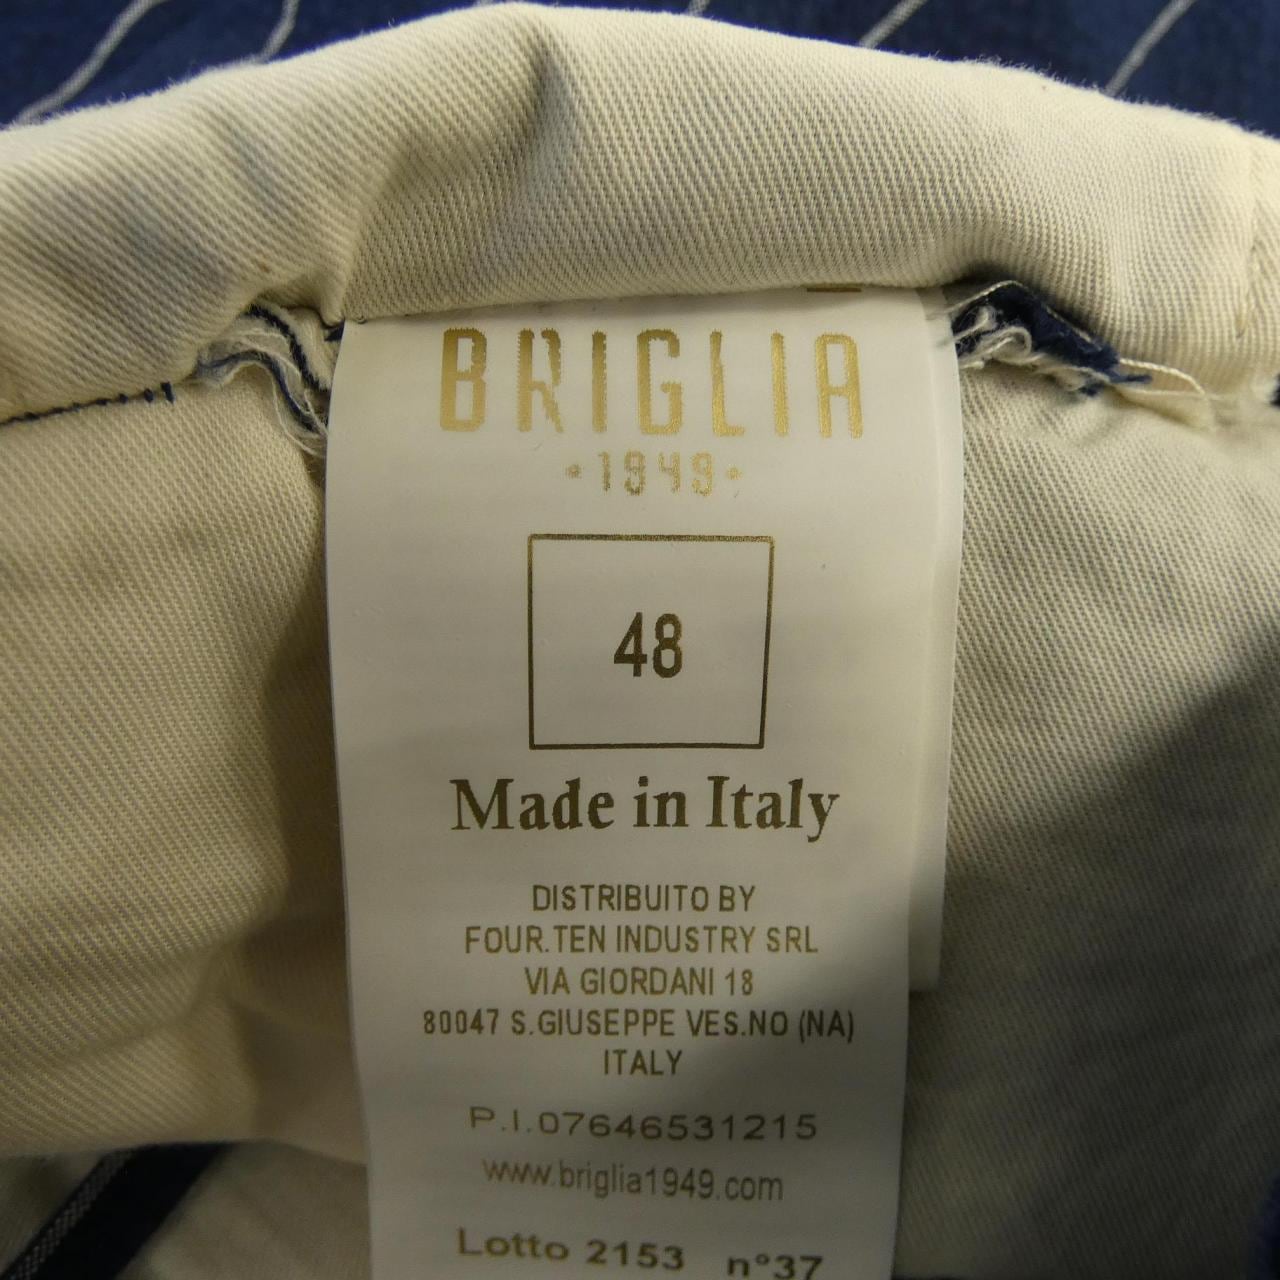 BRIGLIA
·1949·
48
Made in Italy
DISTRIBUITO BY
FOUR.TEN INDUSTRY SRL
VIA GIORDANI 18
80047 S.GIUSEPPE VES.NO (NA)
ITALY
P.I.07646531215
www.briglia1949.com
Lotto 2153 n°37